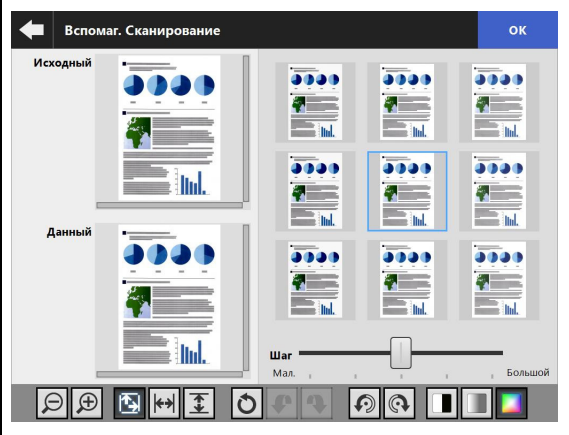 Вспомаг. Сканирование
OK
Исходный
Данный
Шаг
Мал.
Большой